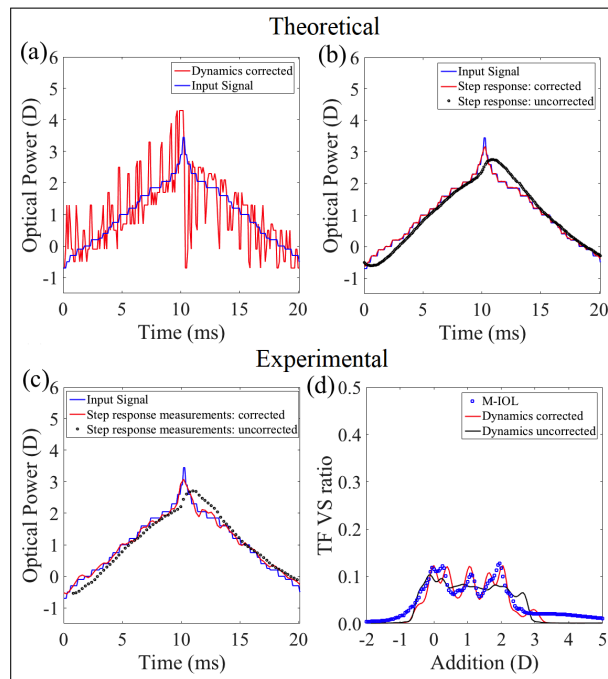 Theoretical
(a)
(b)
Optical Power (D)
6
5
4
3
2
1
0
-1
Dynamics corrected
Input Signal
0
5
10
15
20
Time (ms)
Optical Power (D)
6
5
4
3
2
1
0
-1
Input Signal
Step response: corrected
Step response: uncorrected
0
5
10
15
20
Time (ms)
Experimental
(c)
(d)
Optical Power (D)
6
5
4
3
2
1
0
-1
Input Signal
Step response measurements: corrected
Step response measurements: uncorrected
0
5
10
15
20
Time (ms)
TF VS ratio
0.5
0.4
0.3
0.2
0.1
0.0
M-IOL
Dynamics corrected
Dynamics uncorrected
-2
-1
0
1
2
3
4
5
Addition (D)